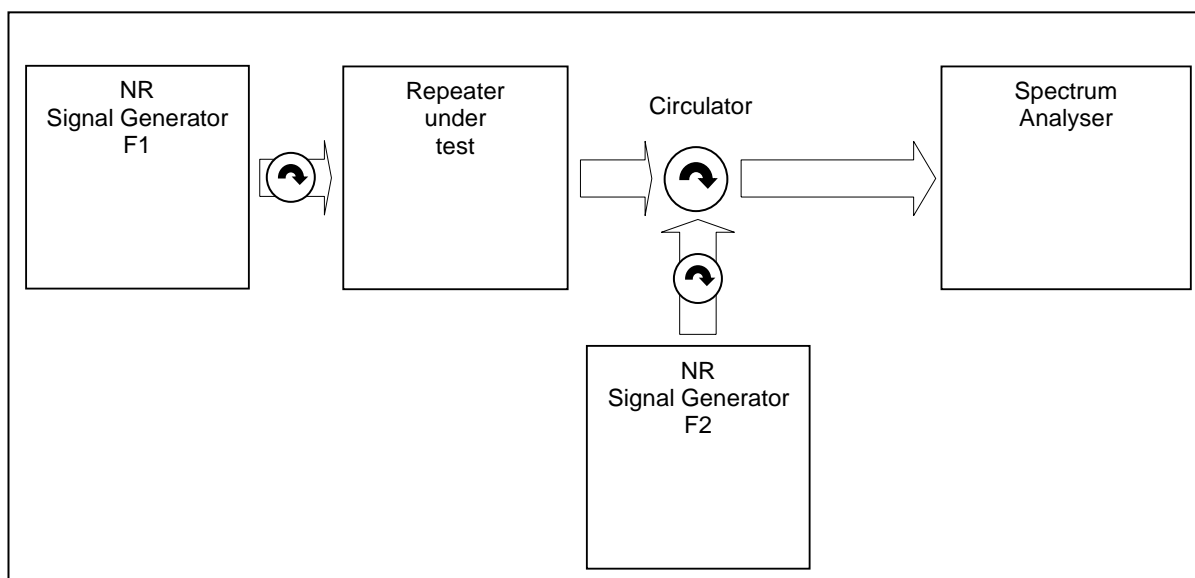 NR
Signal Generator
F1
Repeater
under
test
Circulator
Spectrum
Analyser
NR
Signal Generator
F2